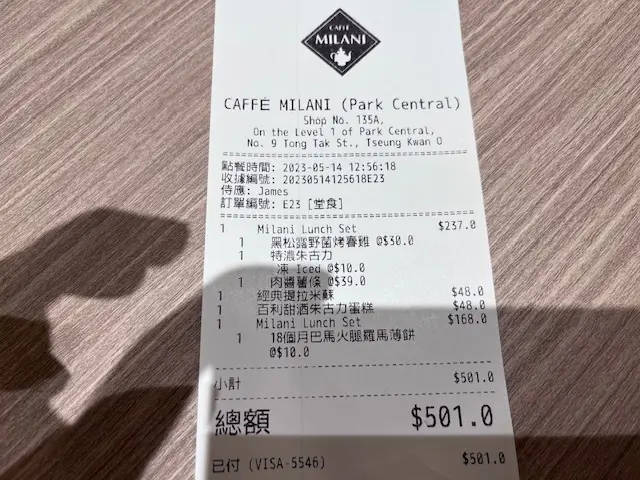 CAFFÈ
MILANI
CAFFÈ MILANI (Park Central)
Shop No. 135A,
On the Level 1 of Park Central,
No. 9 Tong Tak St., Tseung Kwan O
點餐時間: 2023-05-14 12:56:18
收據編號: 20230514125618E23
侍應: James
訂單編號: E23 [堂食]
1 Milani Lunch Set $237.0
1 黑松露野菌烤春雞 @$30.0
1 特濃朱古力
凍 Iced @$10.0
1 肉醬薯條 @$39.0
1 經典提拉米蘇 $48.0
1 百利甜酒朱古力蛋糕 $48.0
1 Milani Lunch Set $168.0
1 18個月巴馬火腿羅馬薄餅
@$10.0
小計 $501.0
總額 $501.0
已付 (VISA-5546) $501.0